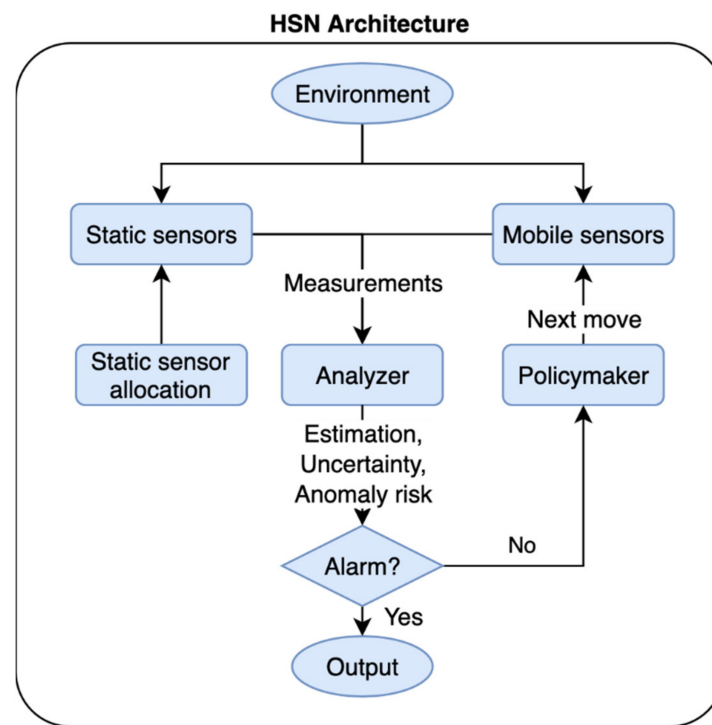 HSN Architecture
Environment
Static sensors
Mobile sensors
Measurements
Next move
Static sensor
allocation
Analyzer
Policymaker
Estimation,
Uncertainty,
Anomaly risk
Alarm?
No
Yes
Output